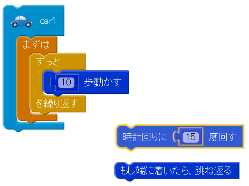 car1
まずは
ずっと
10 歩動かす
を繰り返す
時計回りに 15 度回す
もし端に着いたら、跳ね返る